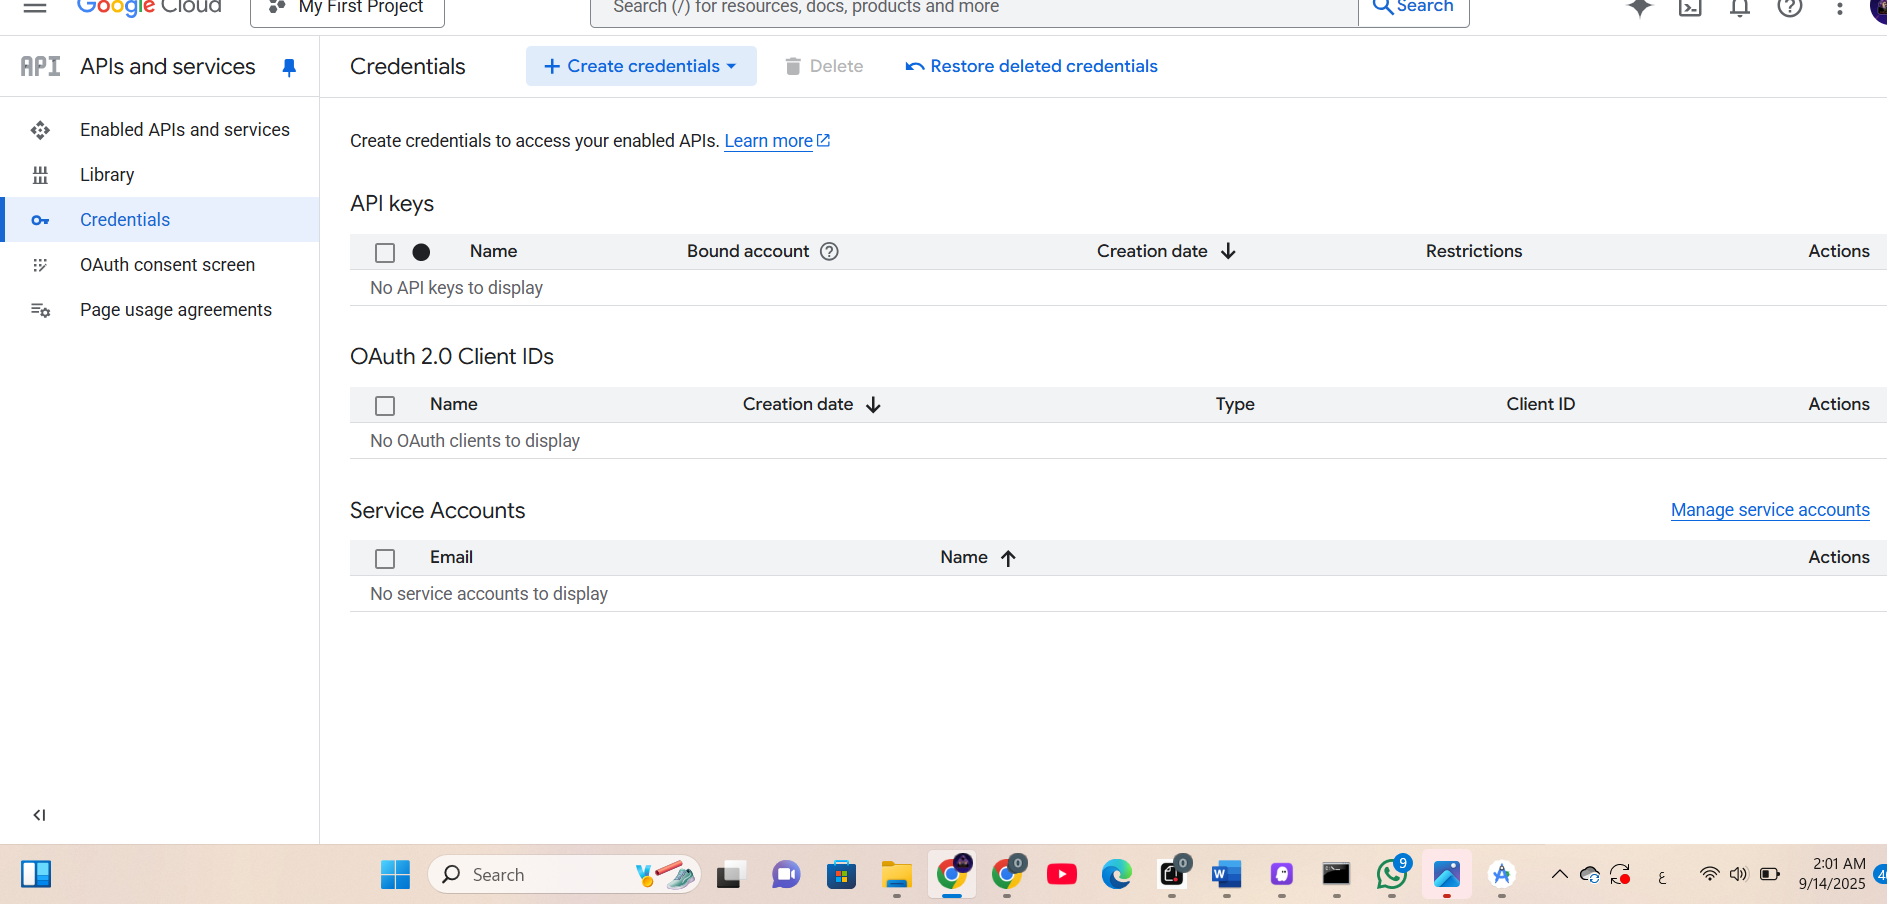 Google Cloud
My First Project
Search (/) for resources, docs, products and more
Search
API APIs and services
Credentials
Create credentials
Delete
Restore deleted credentials
Enabled APIs and services
Library
Credentials
OAuth consent screen
Page usage agreements
Create credentials to access your enabled APIs. Learn more
API keys
Name Bound account Creation date Restrictions Actions
No API keys to display
OAuth 2.0 Client IDs
Name Creation date Type Client ID Actions
No OAuth clients to display
Service Accounts
Manage service accounts
Email Name Actions
No service accounts to display
Search
0
0
W
9
ع
2:01 AM
9/14/2025